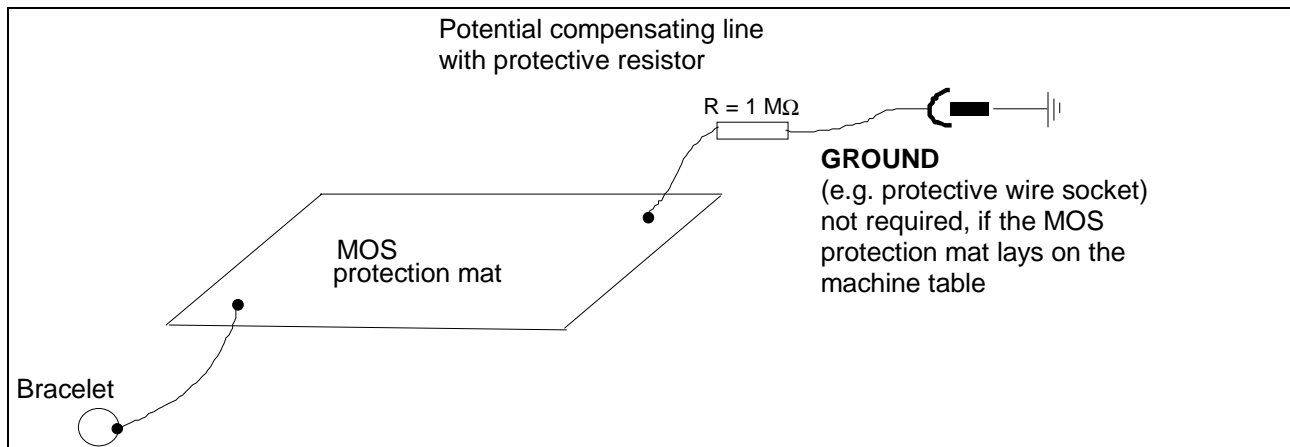 Potential compensating line
with protective resistor
R = 1 MΩ
GROUND
(e.g. protective wire socket)
not required, if the MOS
protection mat lays on the
machine table
MOS
protection mat
Bracelet